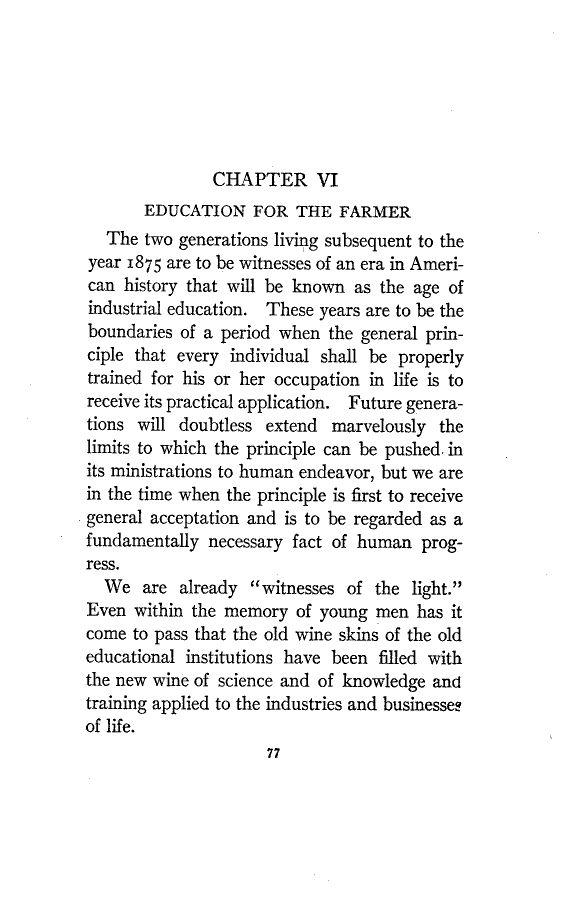 CHAPTER VI
EDUCATION FOR THE FARMER
The two generations living subsequent to the
year 1875 are to be witnesses of an era in Ameri-
can history that will be known as the age of
industrial education. These years are to be the
boundaries of a period when the general prin-
ciple that every individual shall be properly
trained for his or her occupation in life is to
receive its practical application. Future genera-
tions will doubtless extend marvelously the
limits to which the principle can be pushed in
its ministrations to human endeavor, but we are
in the time when the principle is first to receive
general acceptation and is to be regarded as a
fundamentally necessary fact of human prog-
ress.
We are already “witnesses of the light.”
Even within the memory of young men has it
come to pass that the old wine skins of the old
educational institutions have been filled with
the new wine of science and of knowledge and
training applied to the industries and businesses
of life.
77